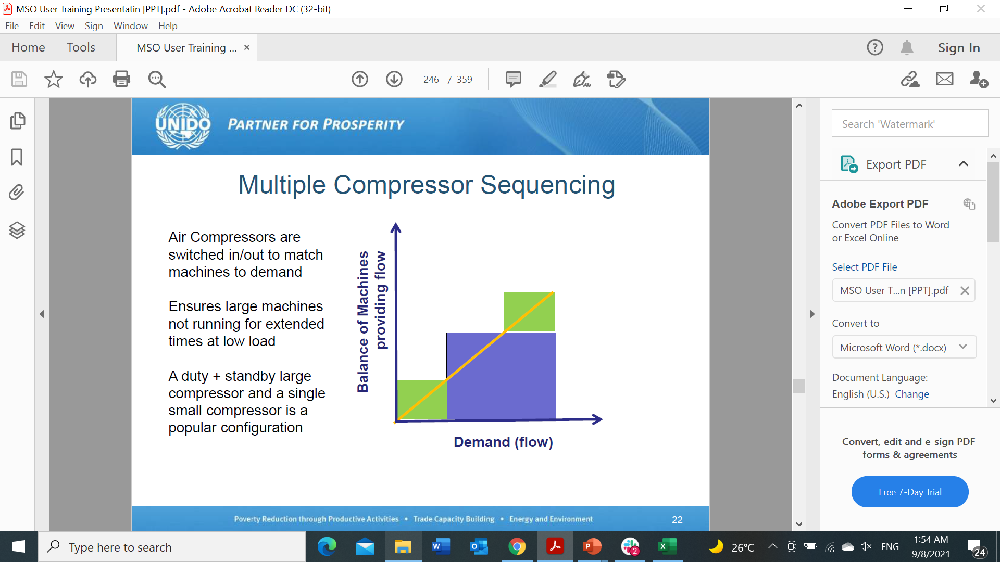 MSO User Training Presentatin [PPT].pdf - Adobe Acrobat Reader DC (32-bit)
File Edit View Sign Window Help
Home Tools MSO User Training ... ×
Sign In
246 / 359
UNIDO PARTNER FOR PROSPERITY
Multiple Compressor Sequencing
Air Compressors are
switched in/out to match
machines to demand
Ensures large machines
not running for extended
times at low load
A duty + standby large
compressor and a single
small compressor is a
popular configuration
Balance of Machines
providing flow
Demand (flow)
Poverty Reduction through Productive Activities • Trade Capacity Building • Energy and Environment
22
Search 'Watermark'
Export PDF
Adobe Export PDF
Convert PDF Files to Word
or Excel Online
Select PDF File
MSO User T...n [PPT].pdf
Convert to
Microsoft Word (*.docx)
Document Language:
English (U.S.) Change
Convert, edit and e-sign PDF
forms & agreements
Free 7-Day Trial
Type here to search
2
26°C
ENG
1:54 AM
9/8/2021
24